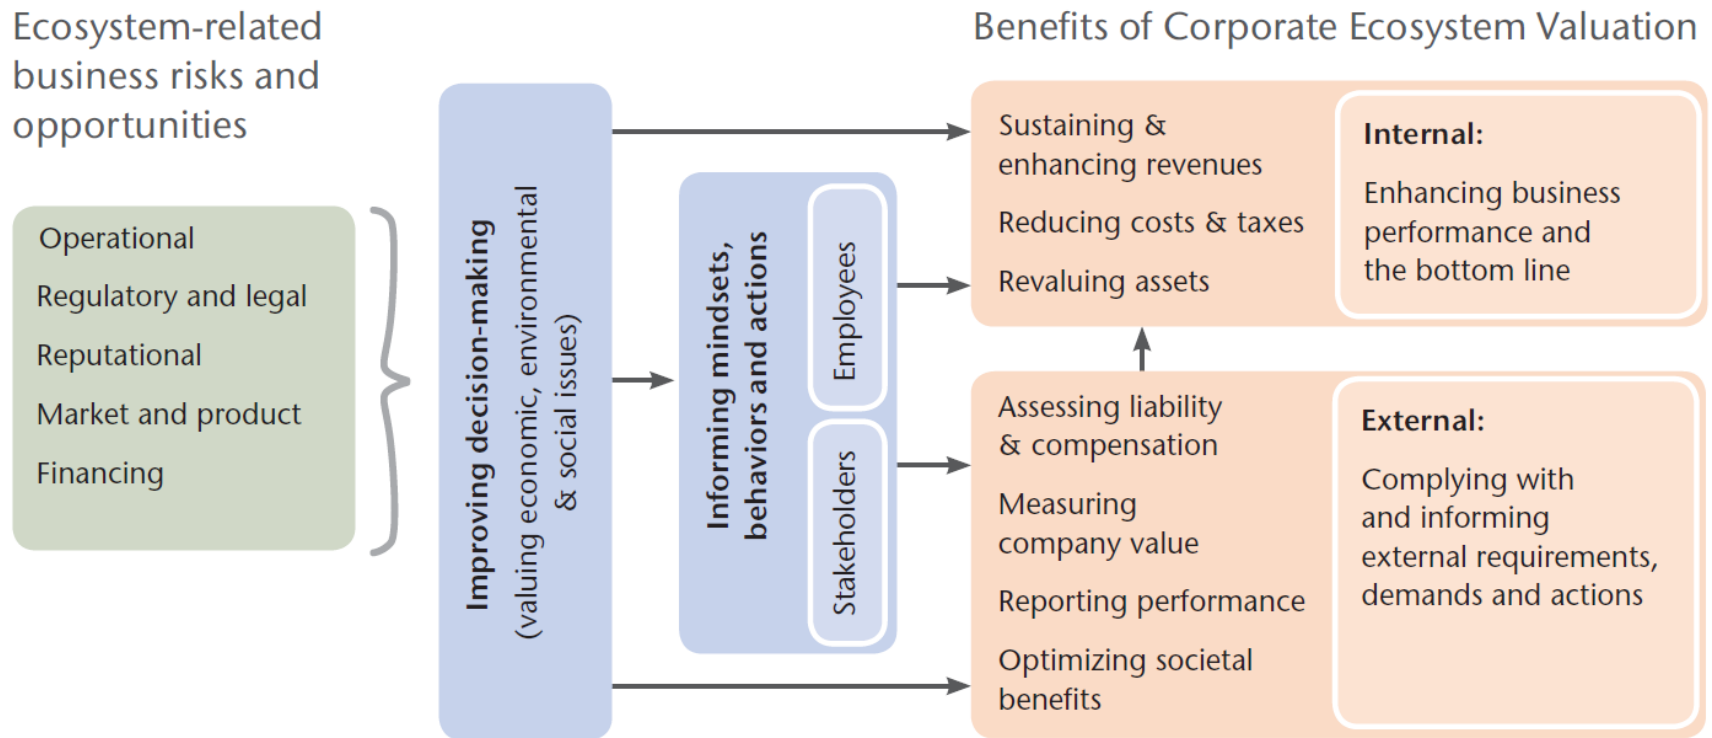 Ecosystem-related
business risks and
opportunities
Operational
Regulatory and legal
Reputational
Market and product
Financing
Improving decision-making
(valuing economic, environmental
& social issues)
Informing mindsets,
behaviors and actions
Employees
Stakeholders
Benefits of Corporate Ecosystem Valuation
Sustaining &
enhancing revenues
Reducing costs & taxes
Revaluing assets
Internal:
Enhancing business
performance and
the bottom line
Assessing liability
& compensation
Measuring
company value
Reporting performance
Optimizing societal
benefits
External:
Complying with
and informing
external requirements,
demands and actions